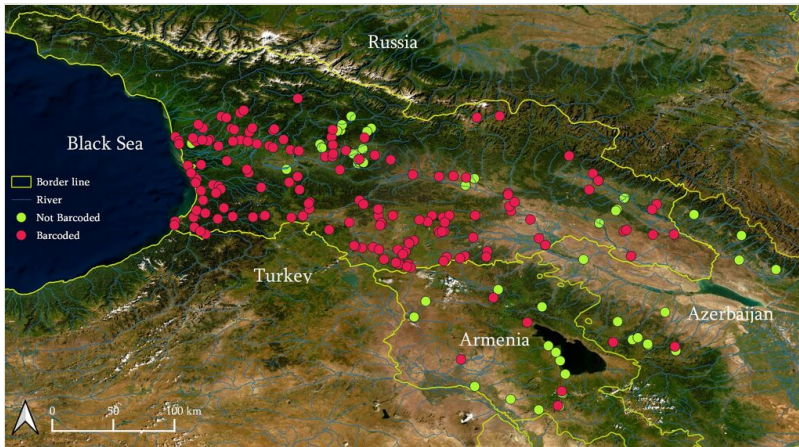 Russia
Black Sea
Border line
River
Not Barcoded
Barcoded
Turkey
Azerbaijan
Armenia
0 50 100 km